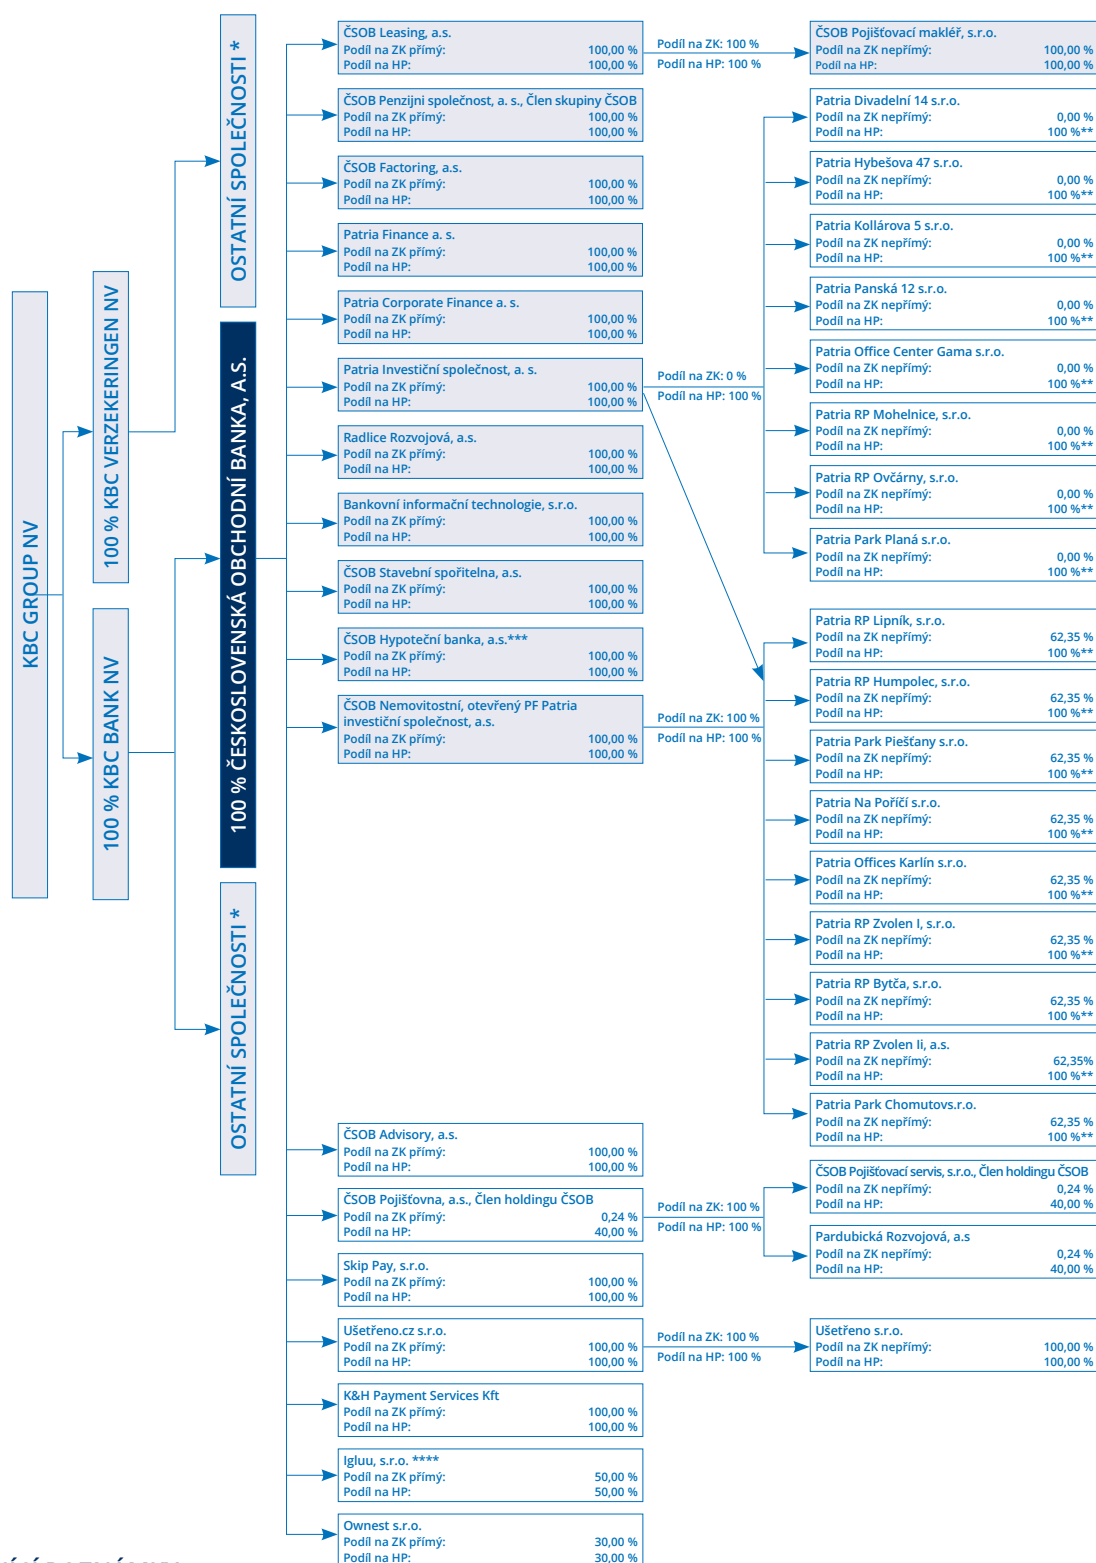 KBC GROUP NV
100 % KBC VERZEKERINGEN NV
100 % KBC BANK NV
OSTATNÍ SPOLEČNOSTI *
100 % ČESKOSLOVENSKÁ OBCHODNÍ BANKA, A.S.
OSTATNÍ SPOLEČNOSTI *
ČSOB Leasing, a.s.
Podíl na ZK přímý: 100,00 %
Podíl na HP: 100,00 %
Podíl na ZK: 100 %
Podíl na HP: 100 %
ČSOB Pojišťovací makléř, s.r.o.
Podíl na ZK nepřímý: 100,00 %
Podíl na HP: 100,00 %
ČSOB Penzijni společnost, a. s., Člen skupiny ČSOB
Podíl na ZK přímý: 100,00 %
Podíl na HP: 100,00 %
ČSOB Factoring, a.s.
Podíl na ZK přímý: 100,00 %
Podíl na HP: 100,00 %
Patria Finance a. s.
Podíl na ZK přímý: 100,00 %
Podíl na HP: 100,00 %
Patria Corporate Finance a. s.
Podíl na ZK přímý: 100,00 %
Podíl na HP: 100,00 %
Patria Investiční společnost, a. s.
Podíl na ZK přímý: 100,00 %
Podíl na HP: 100,00 %
Podíl na ZK: 0 %
Podíl na HP: 100 %
Patria Divadelní 14 s.r.o.
Podíl na ZK nepřímý: 0,00 %
Podíl na HP: 100 %**
Patria Hybešova 47 s.r.o.
Podíl na ZK nepřímý: 0,00 %
Podíl na HP: 100 %**
Patria Kollárova 5 s.r.o.
Podíl na ZK nepřímý: 0,00 %
Podíl na HP: 100 %**
Patria Panská 12 s.r.o.
Podíl na ZK nepřímý: 0,00 %
Podíl na HP: 100 %**
Patria Office Center Gama s.r.o.
Podíl na ZK nepřímý: 0,00 %
Podíl na HP: 100 %**
Patria RP Mohelnice, s.r.o.
Podíl na ZK nepřímý: 0,00 %
Podíl na HP: 100 %**
Patria RP Ovčárny, s.r.o.
Podíl na ZK nepřímý: 0,00 %
Podíl na HP: 100 %**
Patria Park Planá s.r.o.
Podíl na ZK nepřímý: 0,00 %
Podíl na HP: 100 %**
Radlice Rozvojová, a.s.
Podíl na ZK přímý: 100,00 %
Podíl na HP: 100,00 %
Bankovní informační technologie, s.r.o.
Podíl na ZK přímý: 100,00 %
Podíl na HP: 100,00 %
ČSOB Stavební spořitelna, a.s.
Podíl na ZK přímý: 100,00 %
Podíl na HP: 100,00 %
ČSOB Hypoteční banka, a.s.***
Podíl na ZK přímý: 100,00 %
Podíl na HP: 100,00 %
ČSOB Nemovitostní, otevřený PF Patria
investiční společnost, a.s.
Podíl na ZK přímý: 100,00 %
Podíl na HP: 100,00 %
Podíl na ZK: 100 %
Podíl na HP: 100 %
Patria RP Lipník, s.r.o.
Podíl na ZK nepřímý: 62,35 %
Podíl na HP: 100 %**
Patria RP Humpolec, s.r.o.
Podíl na ZK nepřímý: 62,35 %
Podíl na HP: 100 %**
Patria Park Piešťany s.r.o.
Podíl na ZK nepřímý: 62,35 %
Podíl na HP: 100 %**
Patria Na Poříčí s.r.o.
Podíl na ZK nepřímý: 62,35 %
Podíl na HP: 100 %**
Patria Offices Karlín s.r.o.
Podíl na ZK nepřímý: 62,35 %
Podíl na HP: 100 %**
Patria RP Zvolen I, s.r.o.
Podíl na ZK nepřímý: 62,35 %
Podíl na HP: 100 %**
Patria RP Bytča, s.r.o.
Podíl na ZK nepřímý: 62,35 %
Podíl na HP: 100 %**
Patria RP Zvolen Ii, a.s.
Podíl na ZK nepřímý: 62,35%
Podíl na HP: 100 %**
Patria Park Chomutovs.r.o.
Podíl na ZK nepřímý: 62,35 %
Podíl na HP: 100 %**
ČSOB Advisory, a.s.
Podíl na ZK přímý: 100,00 %
Podíl na HP: 100,00 %
ČSOB Pojišťovna, a.s., Člen holdingu ČSOB
Podíl na ZK přímý: 0,24 %
Podíl na HP: 40,00 %
Podíl na ZK: 100 %
Podíl na HP: 100 %
ČSOB Pojišťovací servis, s.r.o., Člen holdingu ČSOB
Podíl na ZK nepřímý: 0,24 %
Podíl na HP: 40,00 %
Pardubická Rozvojová, a.s
Podíl na ZK nepřímý: 0,24 %
Podíl na HP: 40,00 %
Skip Pay, s.r.o.
Podíl na ZK přímý: 100,00 %
Podíl na HP: 100,00 %
Ušetřeno.cz s.r.o.
Podíl na ZK přímý: 100,00 %
Podíl na HP: 100,00 %
Podíl na ZK: 100 %
Podíl na HP: 100 %
Ušetřeno s.r.o.
Podíl na ZK nepřímý: 100,00 %
Podíl na HP: 100,00 %
K&H Payment Services Kft
Podíl na ZK přímý: 100,00 %
Podíl na HP: 100,00 %
Igluu, s.r.o. ****
Podíl na ZK přímý: 50,00 %
Podíl na HP: 50,00 %
Ownest s.r.o.
Podíl na ZK přímý: 30,00 %
Podíl na HP: 30,00 %